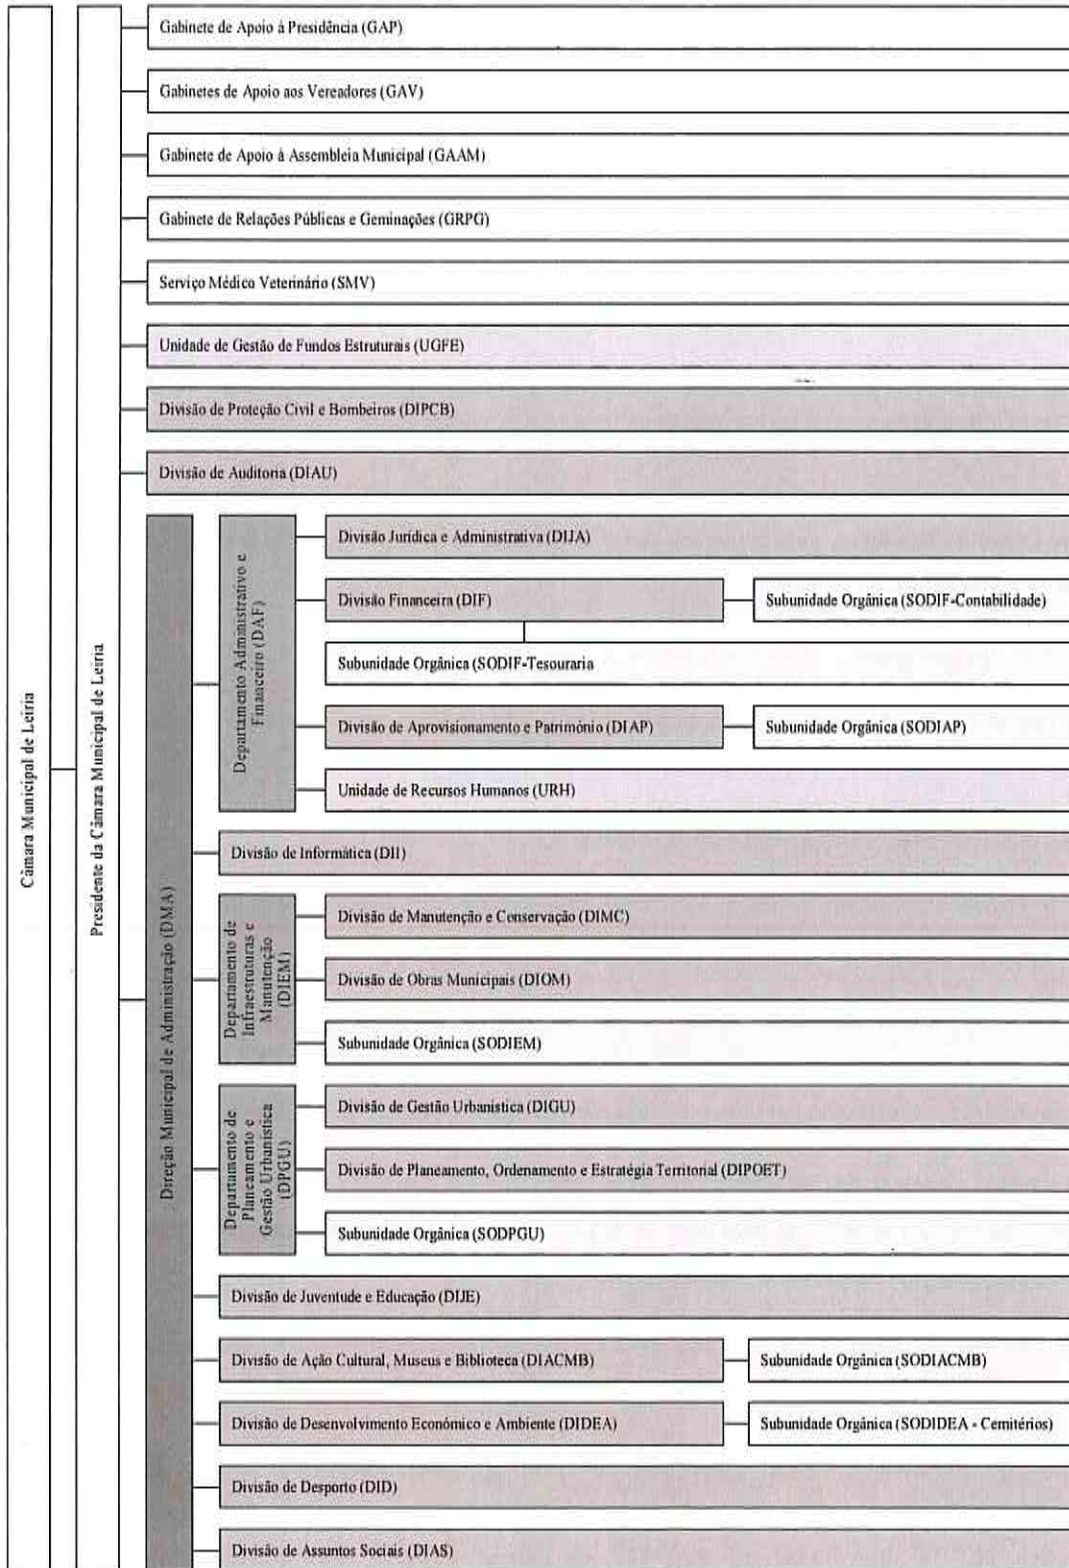 Câmara Municipal de Leiria
Presidente da Câmara Municipal de Leiria
Gabinete de Apoio à Presidência (GAP)
Gabinetes de Apoio aos Vereadores (GAV)
Gabinete de Apoio à Assembleia Municipal (GAAM)
Gabinete de Relações Públicas e Geminações (GRPG)
Serviço Médico Veterinário (SMV)
Unidade de Gestão de Fundos Estruturais (UGFE)
Divisão de Proteção Civil e Bombeiros (DIPCB)
Divisão de Auditoria (DIAU)
Direção Municipal de Administração (DMA)
Departamento Administrativo e
Financeiro (DAF)
Divisão Jurídica e Administrativa (DIJA)
Divisão Financeira (DIF)
Subunidade Orgânica (SODIF-Contabilidade)
Subunidade Orgânica (SODIF-Tesouraria
Divisão de Aprovisionamento e Património (DIAP)
Subunidade Orgânica (SODIAP)
Unidade de Recursos Humanos (URH)
Divisão de Informática (DII)
Departamento de
Infraestruturas e
Manutenção
(DIEM)
Divisão de Manutenção e Conservação (DIMC)
Divisão de Obras Municipais (DIOM)
Subunidade Orgânica (SODIEM)
Departamento de
Planeamento e
Gestão Urbanística
(DPGU)
Divisão de Gestão Urbanística (DIGU)
Divisão de Planeamento, Ordenamento e Estratégia Territorial (DIPOET)
Subunidade Orgânica (SODPGU)
Divisão de Juventude e Educação (DIJE)
Divisão de Ação Cultural, Museus e Biblioteca (DIACMB)
Subunidade Orgânica (SODIACMB)
Divisão de Desenvolvimento Económico e Ambiente (DIDEA)
Subunidade Orgânica (SODIDEA - Cemitérios)
Divisão de Desporto (DID)
Divisão de Assuntos Sociais (DIAS)